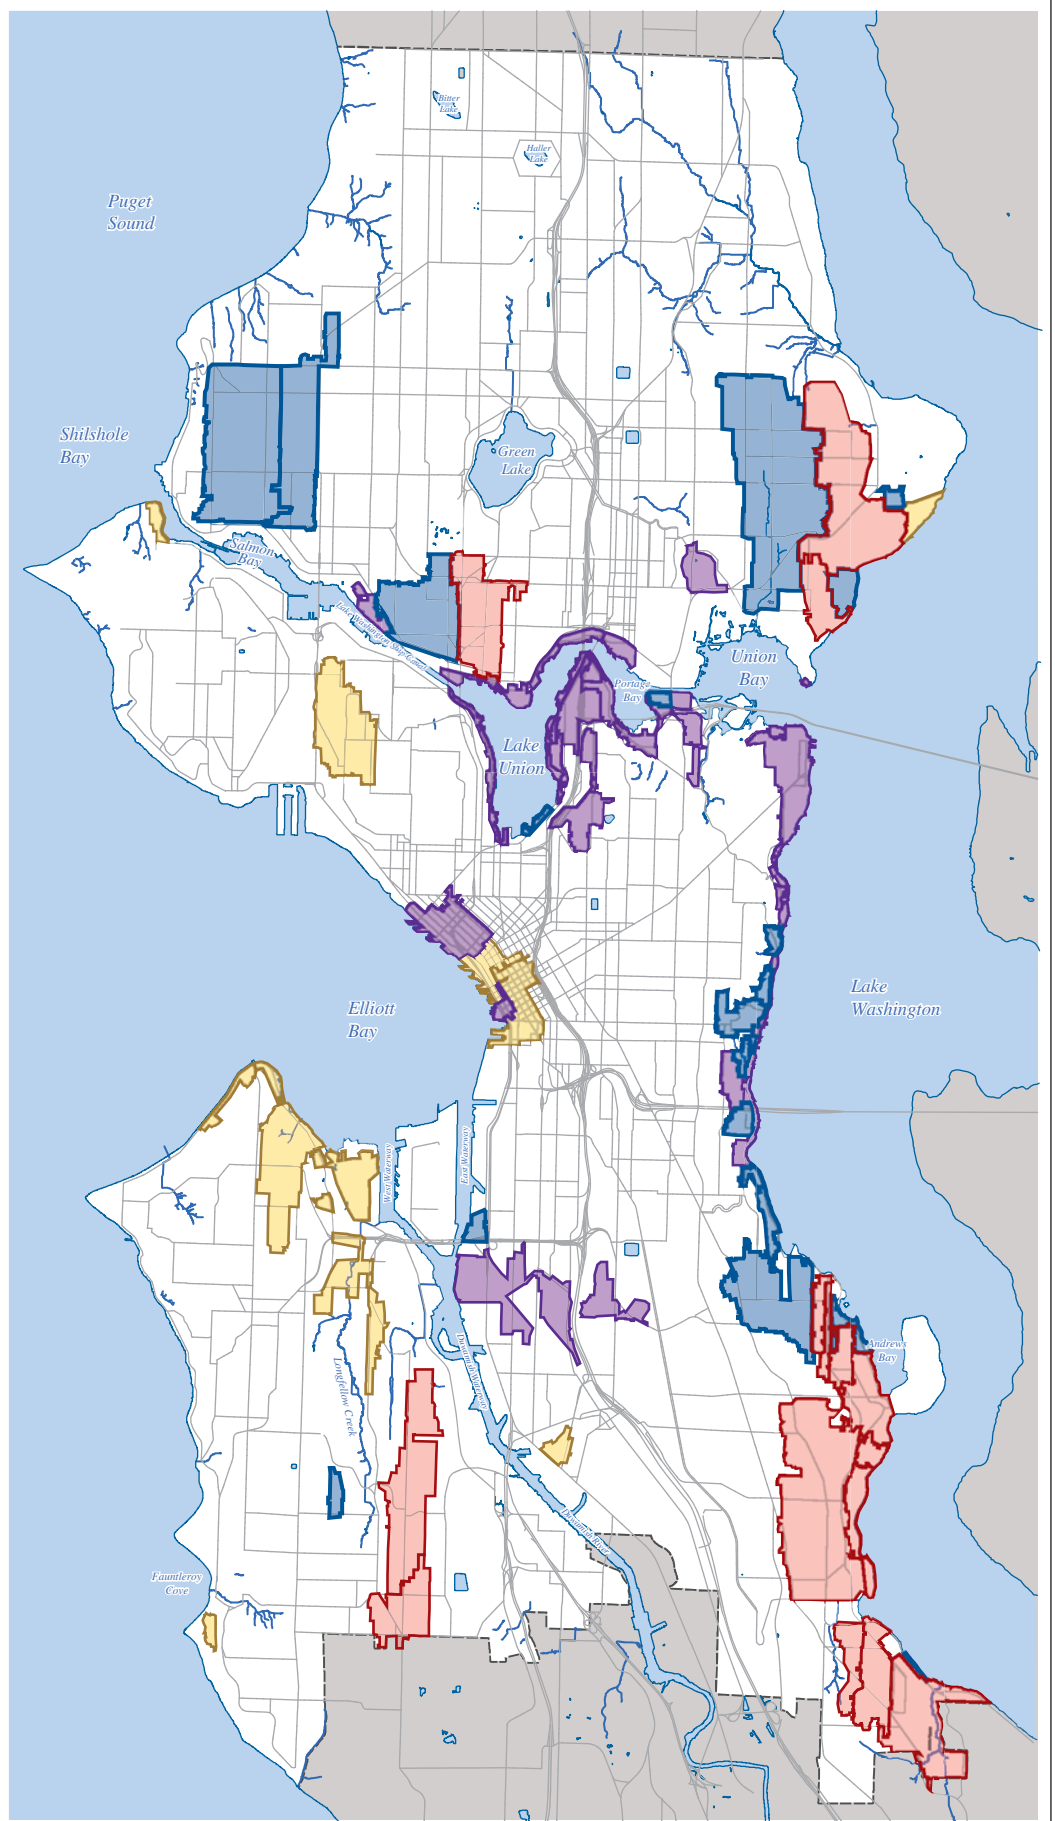 Bitter
Lake
Haller
Lake
Puget
Sound
Shilshole
Bay
Green
Lake
Salmon
Bay
Lake Washington Ship Canal
Union
Bay
Portage
Bay
Lake
Union
Lake
Washington
Elliott
Bay
West Waterway
East Waterway
Andrews
Bay
Duwamish Waterway
Longfellow Creek
Duwamish River
Fauntleroy
Cove